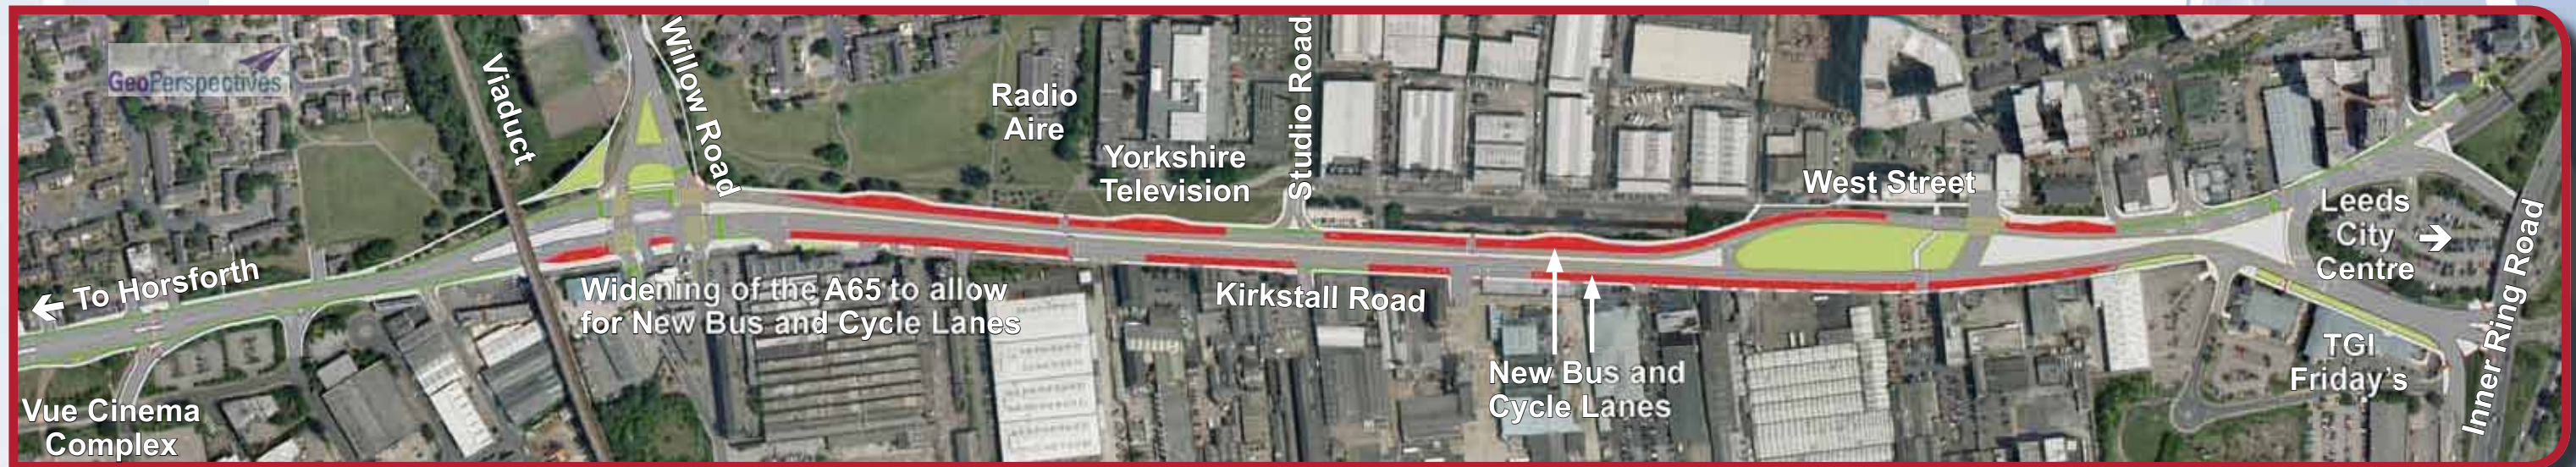 GeoPerspectives
Viaduct
Willow Road
Radio
Aire
Yorkshire
Television
Studio Road
West Street
Leeds
City
Centre
To Horsforth
Widening of the A65 to allow
for New Bus and Cycle Lanes
Kirkstall Road
New Bus and
Cycle Lanes
TGI
Friday's
Inner Ring Road
Vue Cinema
Complex